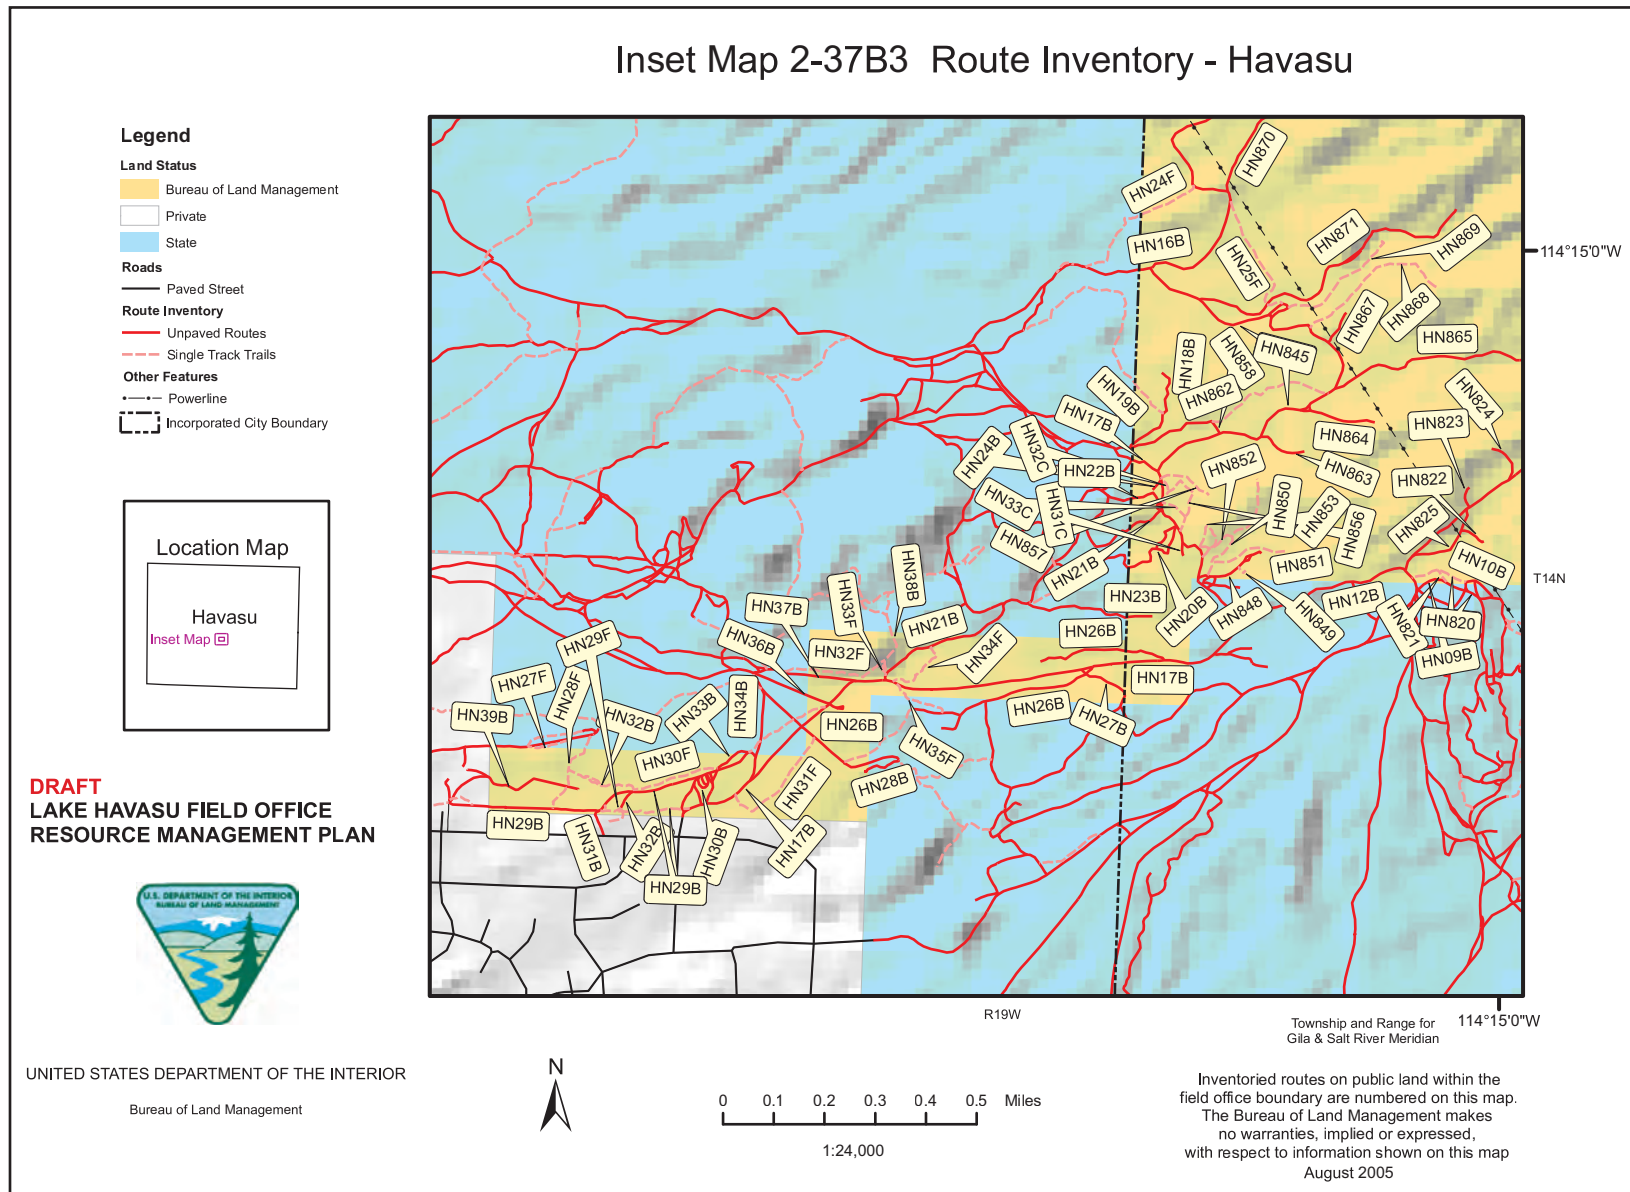 Inset Map 2-37B3 Route Inventory - Havasu
Legend
Land Status
Bureau of Land Management
Private
State
Roads
Paved Street
Route Inventory
Unpaved Routes
Single Track Trails
Other Features
Powerline
Incorporated City Boundary
Location Map
Havasu
Inset Map
DRAFT
LAKE HAVASU FIELD OFFICE
RESOURCE MANAGEMENT PLAN
U.S. DEPARTMENT OF THE INTERIOR
BUREAU OF LAND MANAGEMENT
UNITED STATES DEPARTMENT OF THE INTERIOR
Bureau of Land Management
HN870
HN24F
HN16B
HN25F
HN871
HN869
HN868
HN867
HN865
HN18B
HN858
HN845
HN862
HN19B
HN17B
HN824
HN823
HN864
HN863
HN822
HN24B
HN32C
HN22B
HN852
HN850
HN853
HN856
HN825
HN33C
HN31C
HN857
HN21B
HN851
HN10B
HN23B
HN20B
HN848
HN849
HN12B
HN821
HN820
HN09B
HN38B
HN33F
HN37B
HN21B
HN26B
HN36B
HN32F
HN34F
HN29F
HN27F
HN28F
HN17B
HN39B
HN32B
HN33B
HN34B
HN26B
HN26B
HN27B
HN30F
HN35F
HN31F
HN28B
HN29B
HN31B
HN32B
HN30B
HN17B
HN29B
114°15'0"W
T14N
R19W
114°15'0"W
Township and Range for
Gila & Salt River Meridian
N
0 0.1 0.2 0.3 0.4 0.5 Miles
1:24,000
Inventoried routes on public land within the
field office boundary are numbered on this map.
The Bureau of Land Management makes
no warranties, implied or expressed,
with respect to information shown on this map
August 2005